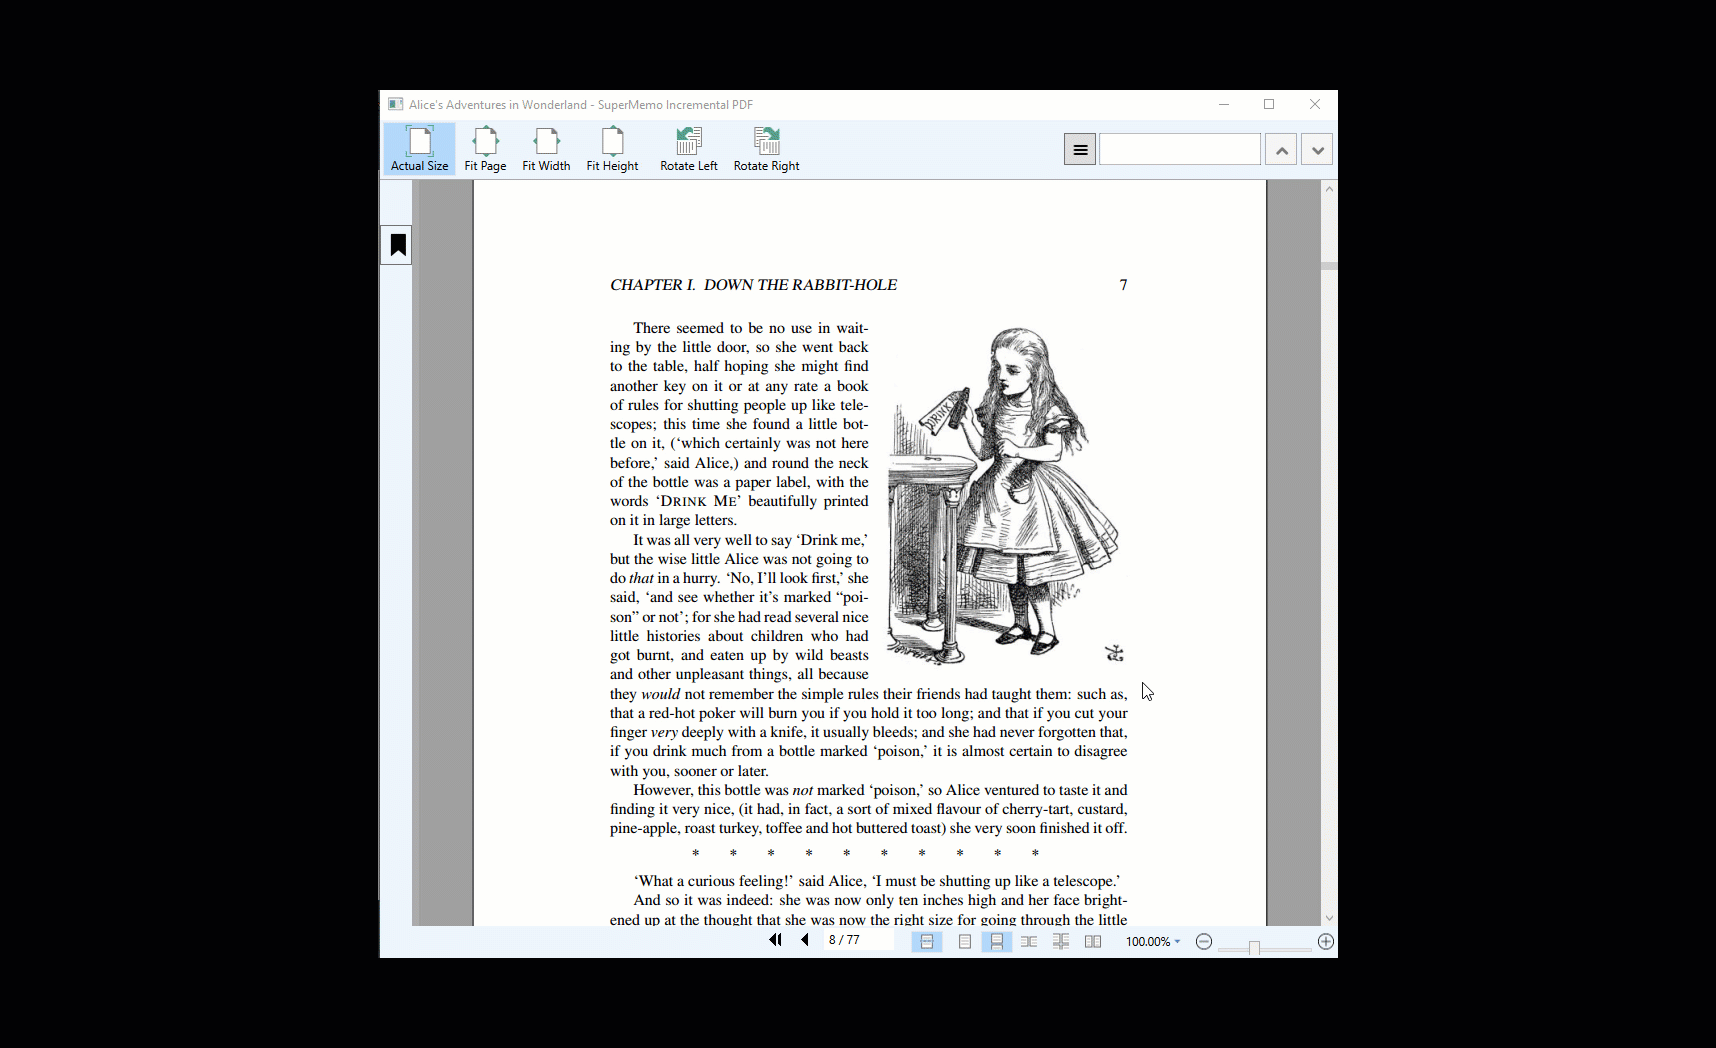 Alice's Adventures in Wonderland - SuperMemo Incremental PDF
Actual Size
Fit Page
Fit Width
Fit Height
Rotate Left
Rotate Right
CHAPTER I. DOWN THE RABBIT-HOLE 7
There seemed to be no use in wait-
ing by the little door, so she went back
to the table, half hoping she might find
another key on it or at any rate a book
of rules for shutting people up like tele-
scopes; this time she found a little bot-
tle on it, (‘which certainly was not here
before,’ said Alice,) and round the neck
of the bottle was a paper label, with the
words ‘DRINK ME’ beautifully printed
on it in large letters.
DRINK
It was all very well to say ‘Drink me,’
but the wise little Alice was not going to
do that in a hurry. ‘No, I’ll look first,’ she
said, ‘and see whether it’s marked “poi-
son” or not’; for she had read several nice
little histories about children who had
got burnt, and eaten up by wild beasts
and other unpleasant things, all because
they would not remember the simple rules their friends had taught them: such as,
that a red-hot poker will burn you if you hold it too long; and that if you cut your
finger very deeply with a knife, it usually bleeds; and she had never forgotten that,
if you drink much from a bottle marked ‘poison,’ it is almost certain to disagree
with you, sooner or later.
However, this bottle was not marked ‘poison,’ so Alice ventured to taste it and
finding it very nice, (it had, in fact, a sort of mixed flavour of cherry-tart, custard,
pine-apple, roast turkey, toffee and hot buttered toast) she very soon finished it off.
* * * * * * * * * *
‘What a curious feeling!’ said Alice, ‘I must be shutting up like a telescope.’
And so it was indeed: she was now only ten inches high and her face bright-
ened up at the thought that she was now the right size for going through the little
8 / 77
100.00%